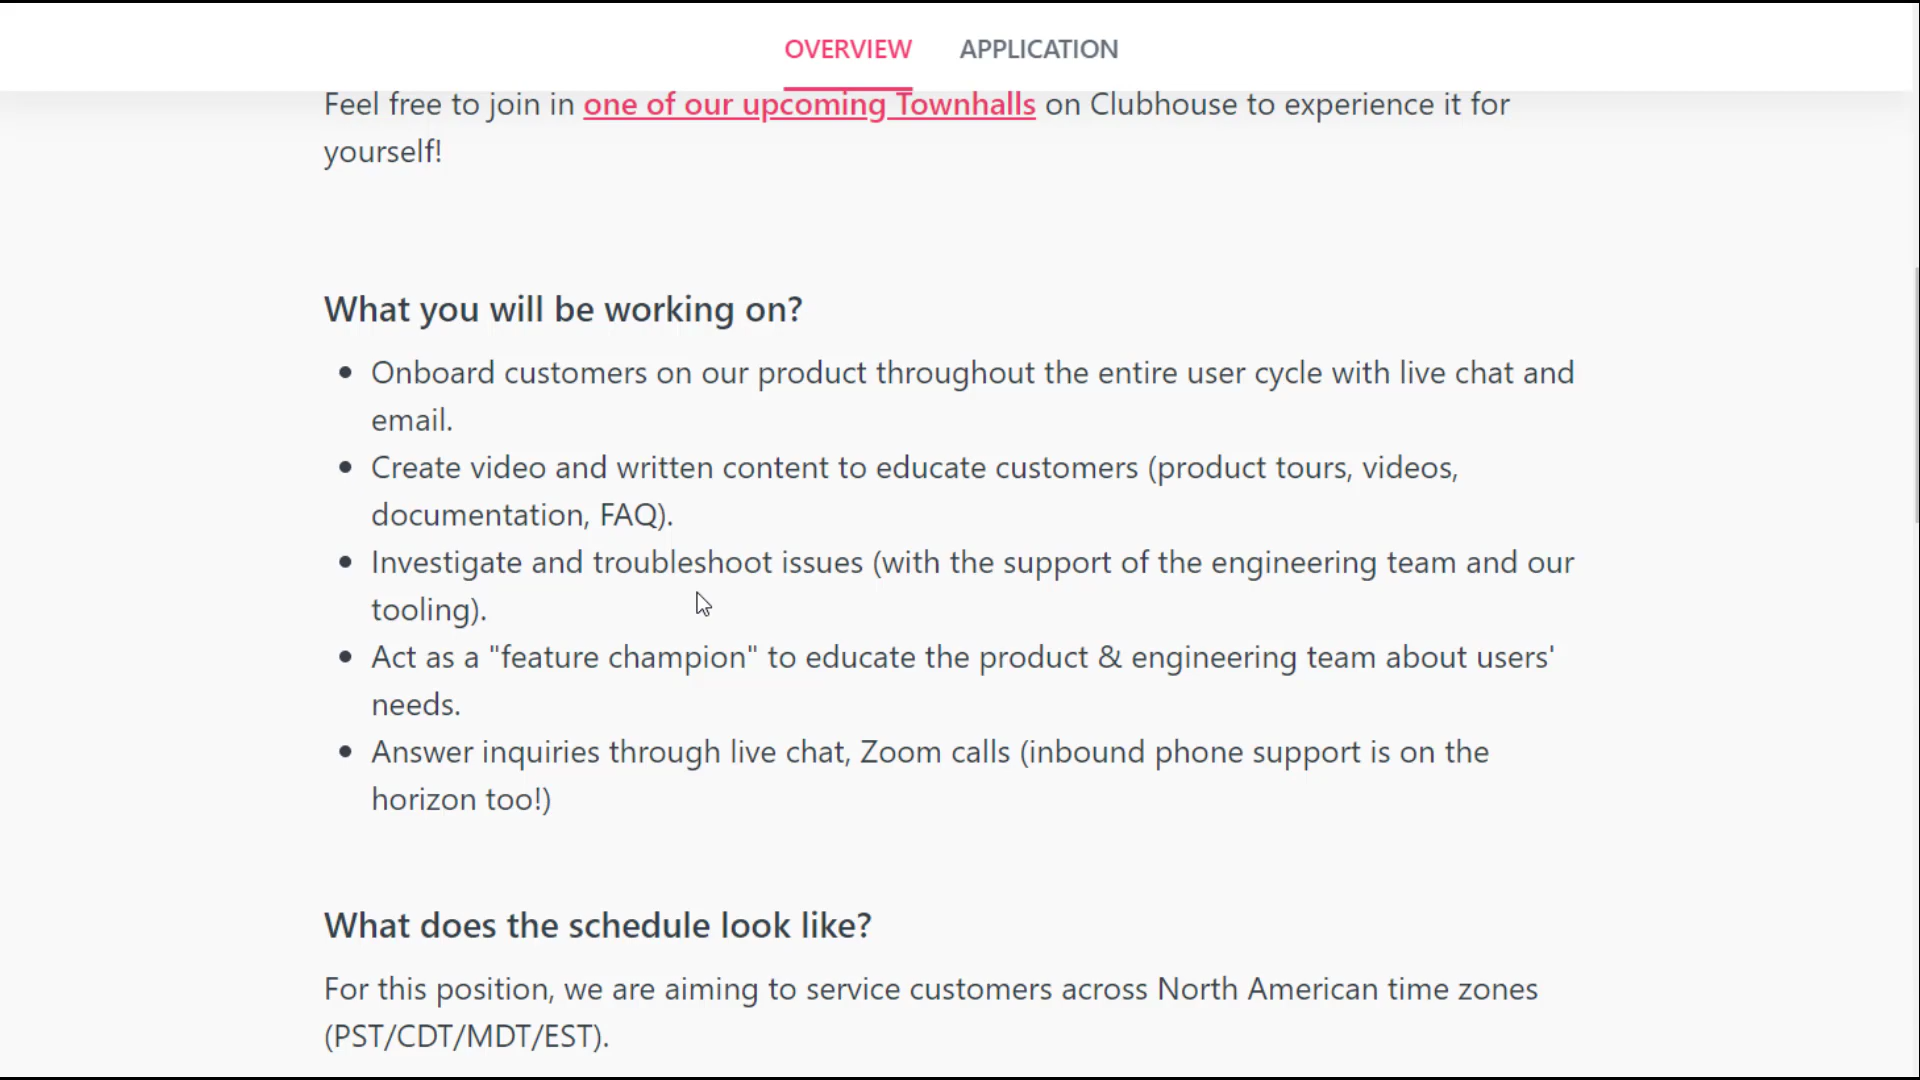 OVERVIEW APPLICATION
Feel free to join in one of our upcoming Townhalls on Clubhouse to experience it for
yourself!
What you will be working on?
Onboard customers on our product throughout the entire user cycle with live chat and
email.
Create video and written content to educate customers (product tours, videos,
documentation, FAQ).
Investigate and troubleshoot issues (with the support of the engineering team and our
tooling).
Act as a "feature champion" to educate the product & engineering team about users'
needs.
Answer inquiries through live chat, Zoom calls (inbound phone support is on the
horizon too!)
What does the schedule look like?
For this position, we are aiming to service customers across North American time zones
(PST/CDT/MDT/EST).